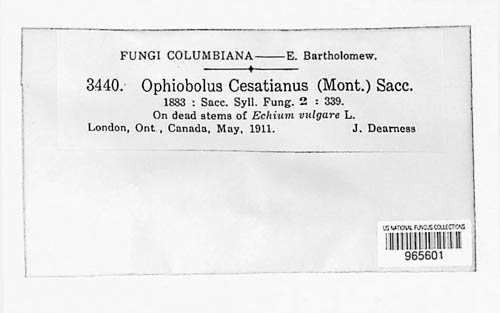 FUNGI COLUMBIANA—E. Bartholomew.
3440. Ophiobolus Cesatianus (Mont.) Sacc.
1883 : Sacc. Syll. Fung. 2 : 339.
On dead stems of Echium vulgare L.
London, Ont., Canada, May, 1911. J. Dearness
US NATIONAL FUNGUS COLLECTIONS
965601